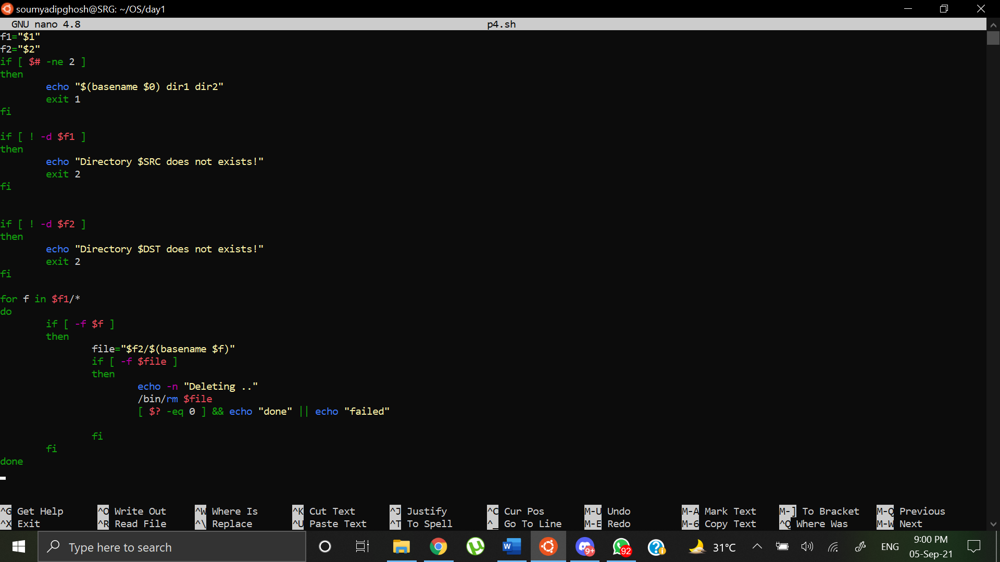 soumyadipghosh@SRG: ~/OS/day1
GNU nano 4.8 p4.sh
f1="$1"
f2="$2"
if [ $# -ne 2 ]
then
echo "$(basename $0) dir1 dir2"
exit 1
fi
if [ ! -d $f1 ]
then
echo "Directory $SRC does not exists!"
exit 2
fi
if [ ! -d $f2 ]
then
echo "Directory $DST does not exists!"
exit 2
fi
for f in $f1/*
do
if [ -f $f ]
then
file="$f2/$(basename $f)"
if [ -f $file ]
then
echo -n "Deleting .."
/bin/rm $file
[ $? -eq 0 ] && echo "done" || echo "failed"
fi
fi
done
^G Get Help ^O Write Out ^W Where Is ^K Cut Text ^J Justify ^C Cur Pos M-U Undo M-A Mark Text M-] To Bracket M-Q Previous
^X Exit ^R Read File ^\ Replace ^U Paste Text ^T To Spell ^_ Go To Line M-E Redo M-6 Copy Text ^Q Where Was M-W Next
Type here to search W 9+ 92 31°C ENG 9:00 PM
05-Sep-21